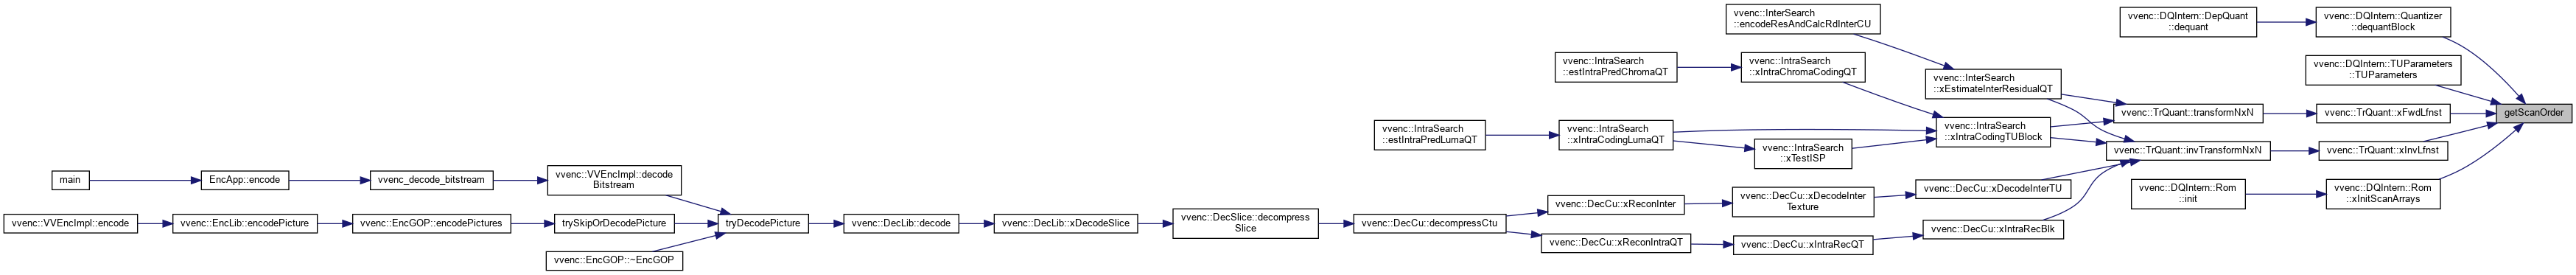 vvenc::InterSearch
::encodeResAndCalcRdInterCU
vvenc::DQIntern::DepQuant
::dequant
vvenc::DQIntern::Quantizer
::dequantBlock
vvenc::IntraSearch
::estIntraPredChromaQT
vvenc::IntraSearch
::xIntraChromaCodingQT
vvenc::InterSearch
::xEstimateInterResidualQT
vvenc::DQIntern::TUParameters
::TUParameters
vvenc::TrQuant::transformNxN
vvenc::TrQuant::xFwdLfnst
getScanOrder
vvenc::IntraSearch
::estIntraPredLumaQT
vvenc::IntraSearch
::xIntraCodingLumaQT
vvenc::IntraSearch
::xTestISP
vvenc::IntraSearch
::xIntraCodingTUBlock
vvenc::TrQuant::invTransformNxN
vvenc::TrQuant::xInvLfnst
main
EncApp::encode
vvenc_decode_bitstream
vvenc::VVEncImpl::decode
Bitstream
vvenc::DecCu::xDecodeInterTU
vvenc::DQIntern::Rom
::init
vvenc::DQIntern::Rom
::xInitScanArrays
vvenc::DecCu::xReconInter
vvenc::DecCu::xDecodeInter
Texture
vvenc::VVEncImpl::encode
vvenc::EncLib::encodePicture
vvenc::EncGOP::encodePictures
trySkipOrDecodePicture
tryDecodePicture
vvenc::DecLib::decode
vvenc::DecLib::xDecodeSlice
vvenc::DecSlice::decompress
Slice
vvenc::DecCu::decompressCtu
vvenc::DecCu::xReconIntraQT
vvenc::DecCu::xIntraRecQT
vvenc::DecCu::xIntraRecBlk
vvenc::EncGOP::~EncGOP